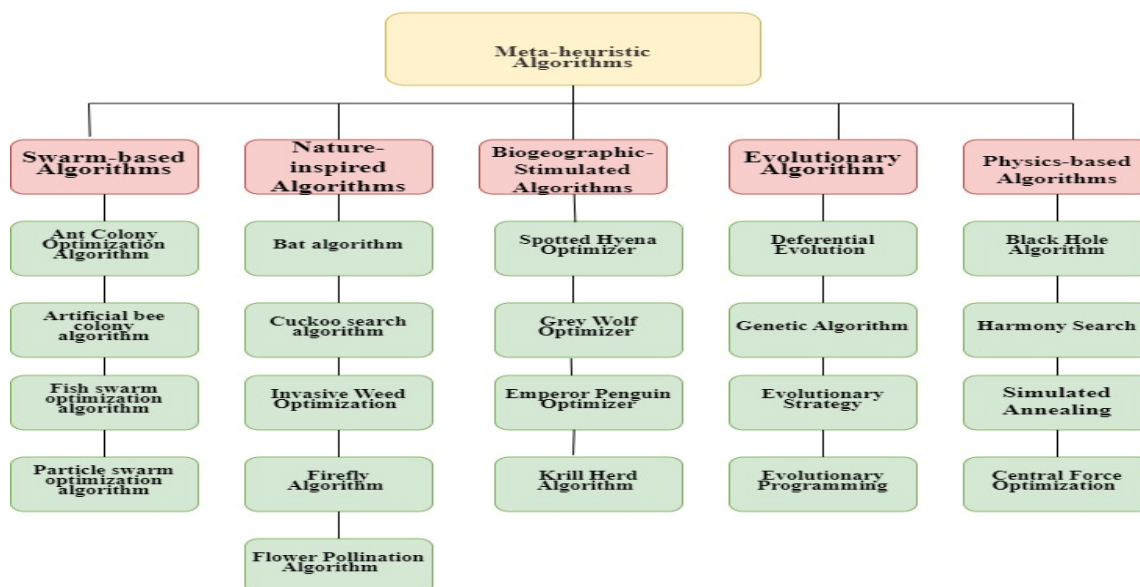 Meta-heuristic
Algorithms
Swarm-based
Algorithms
Nature-
inspired
Algorithms
Biogeographic-
Stimulated
Algorithms
Evolutionary
Algorithm
Physics-based
Algorithms
Ant Colony
Optimization
Algorithm
Bat algorithm
Spotted Hyena
Optimizer
Deferential
Evolution
Black Hole
Algorithm
Artificial bee
colony
algorithm
Cuckoo search
algorithm
Grey Wolf
Optimizer
Genetic Algorithm
Harmony Search
Fish swarm
optimization
algorithm
Invasive Weed
Optimization
Emperor Penguin
Optimizer
Evolutionary
Strategy
Simulated
Annealing
Particle swarm
optimization
algorithm
Firefly
Algorithm
Krill Herd
Algorithm
Evolutionary
Programming
Central Force
Optimization
Flower Pollination
Algorithm